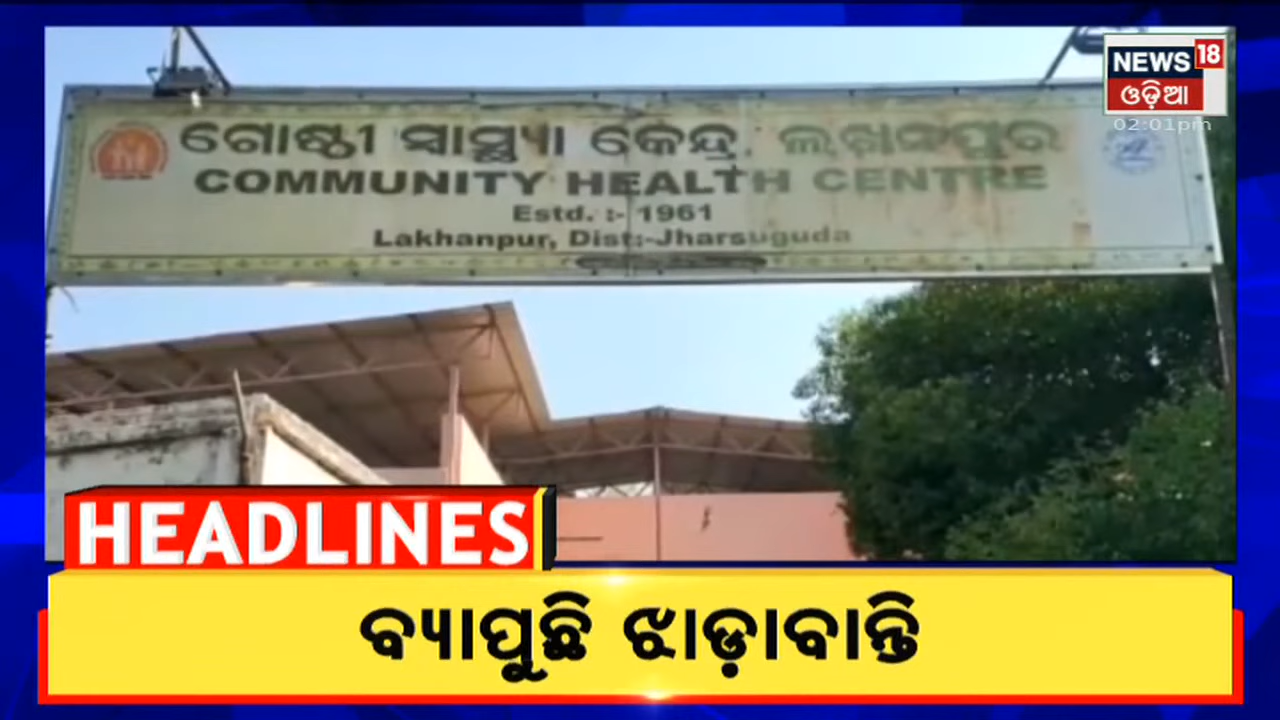 NEWS 18
ଓଡ଼ିଆ
02:01pm
ଗୋଷ୍ଠୀ ସ୍ୱାସ୍ଥ୍ୟା କେନ୍ଦ୍ର, ଲଖନପୁର
COMMUNITY HEALTH CENTRE
Estd. :- 1961
Lakhanpur, Dist:-Jharsuguda
HEADLINES
ବ୍ୟାପୁଛି ଝାଡ଼ାବାନ୍ତି